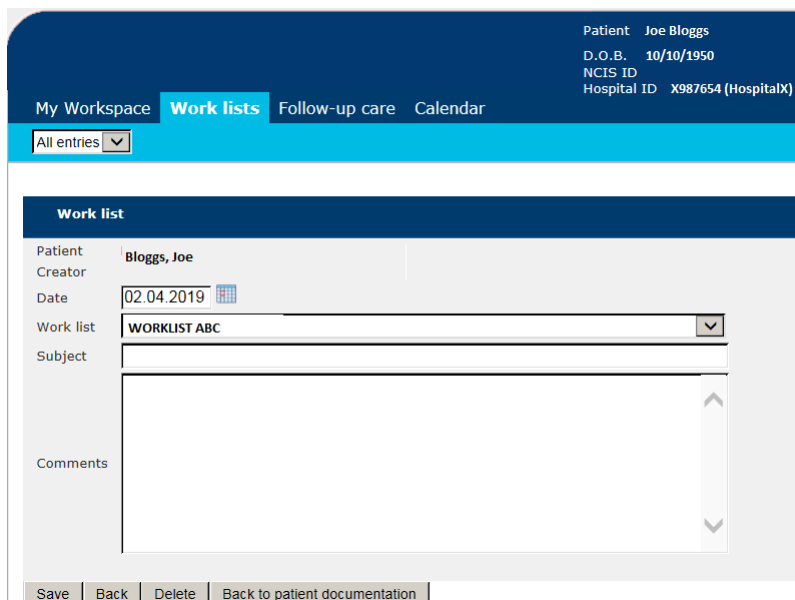 Patient Joe Bloggs
D.O.B. 10/10/1950
NCIS ID
Hospital ID X987654 (HospitalX)
My Workspace Work lists Follow-up care Calendar
All entries
Work list
Patient Bloggs, Joe
Creator
Date 02.04.2019
Work list WORKLIST ABC
Subject
Comments
Save Back Delete Back to patient documentation